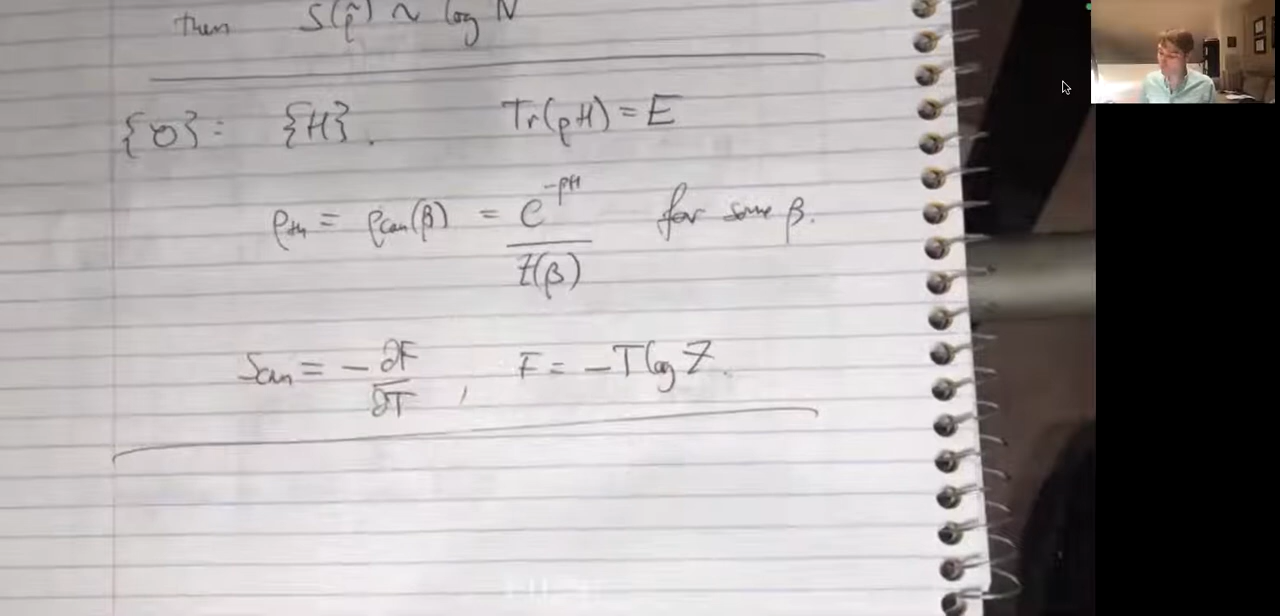 then S(ρ̃) ~ log N
{O} = {H}. Tr(ρH) = E
ρth = ρcan(β) = e^{-βH} / Z(β) for some β.
Scan = -∂F/∂T, F = -T log Z.